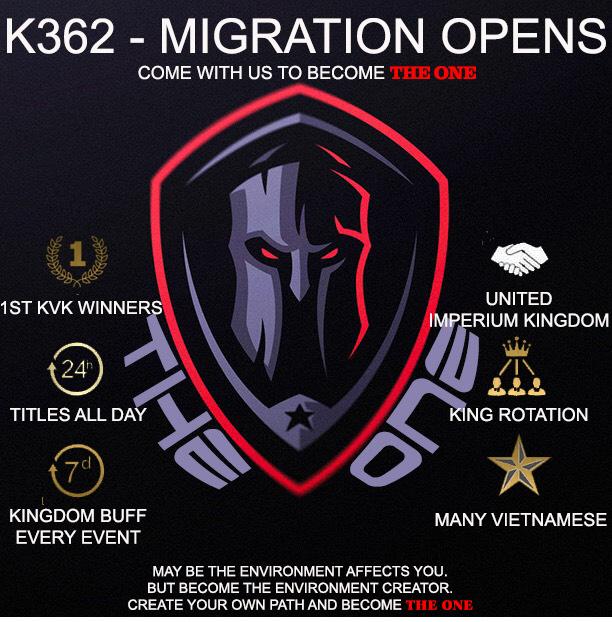 K362 - MIGRATION OPENS
COME WITH US TO BECOME THE ONE
1
1ST KVK WINNERS
24h
TITLES ALL DAY
7d
KINGDOM BUFF
EVERY EVENT
UNITED
IMPERIUM KINGDOM
KING ROTATION
MANY VIETNAMESE
THE ONE
MAY BE THE ENVIRONMENT AFFECTS YOU.
BUT BECOME THE ENVIRONMENT CREATOR.
CREATE YOUR OWN PATH AND BECOME THE ONE